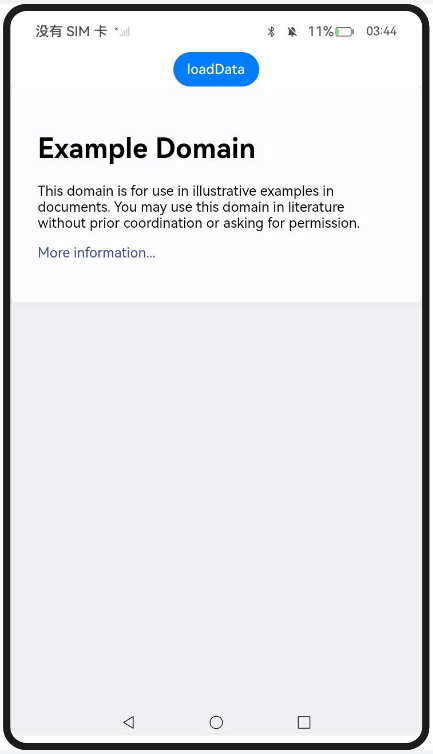 没有 SIM 卡 11% 03:44
loadData
Example Domain
This domain is for use in illustrative examples in
documents. You may use this domain in literature
without prior coordination or asking for permission.
More information...